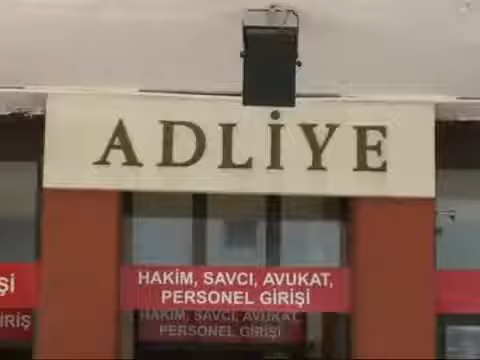 ADLİYE
HAKİM, SAVCI, AVUKAT,
PERSONEL GİRİŞİ
HAKİM, SAVCI, AVUKAT,
PERSONEL GİRİŞİ